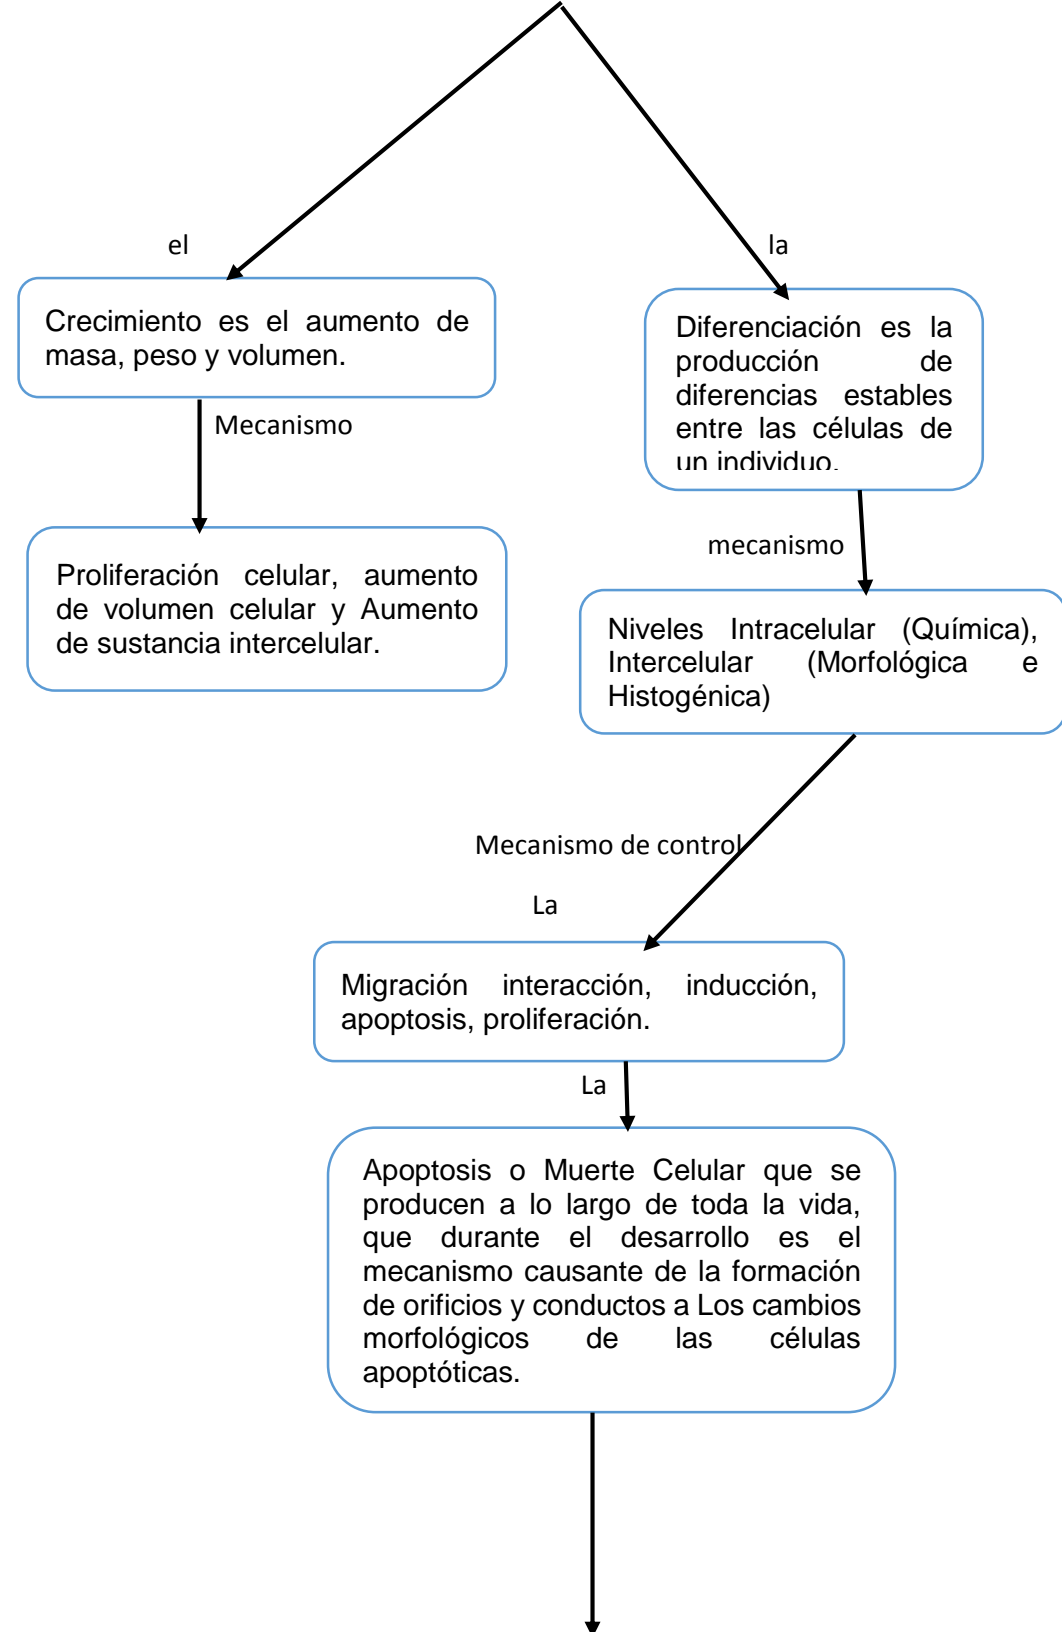 el
la
Crecimiento es el aumento de
masa, peso y volumen.
Diferenciación es la
producción de
diferencias estables
entre las células de
un individuo.
Mecanismo
mecanismo
Proliferación celular, aumento
de volumen celular y Aumento
de sustancia intercelular.
Niveles Intracelular (Química),
Intercelular (Morfológica e
Histogénica)
Mecanismo de control
La
Migración interacción, inducción,
apoptosis, proliferación.
La
Apoptosis o Muerte Celular que se
producen a lo largo de toda la vida,
que durante el desarrollo es el
mecanismo causante de la formación
de orificios y conductos a Los cambios
morfológicos de las células
apoptóticas.